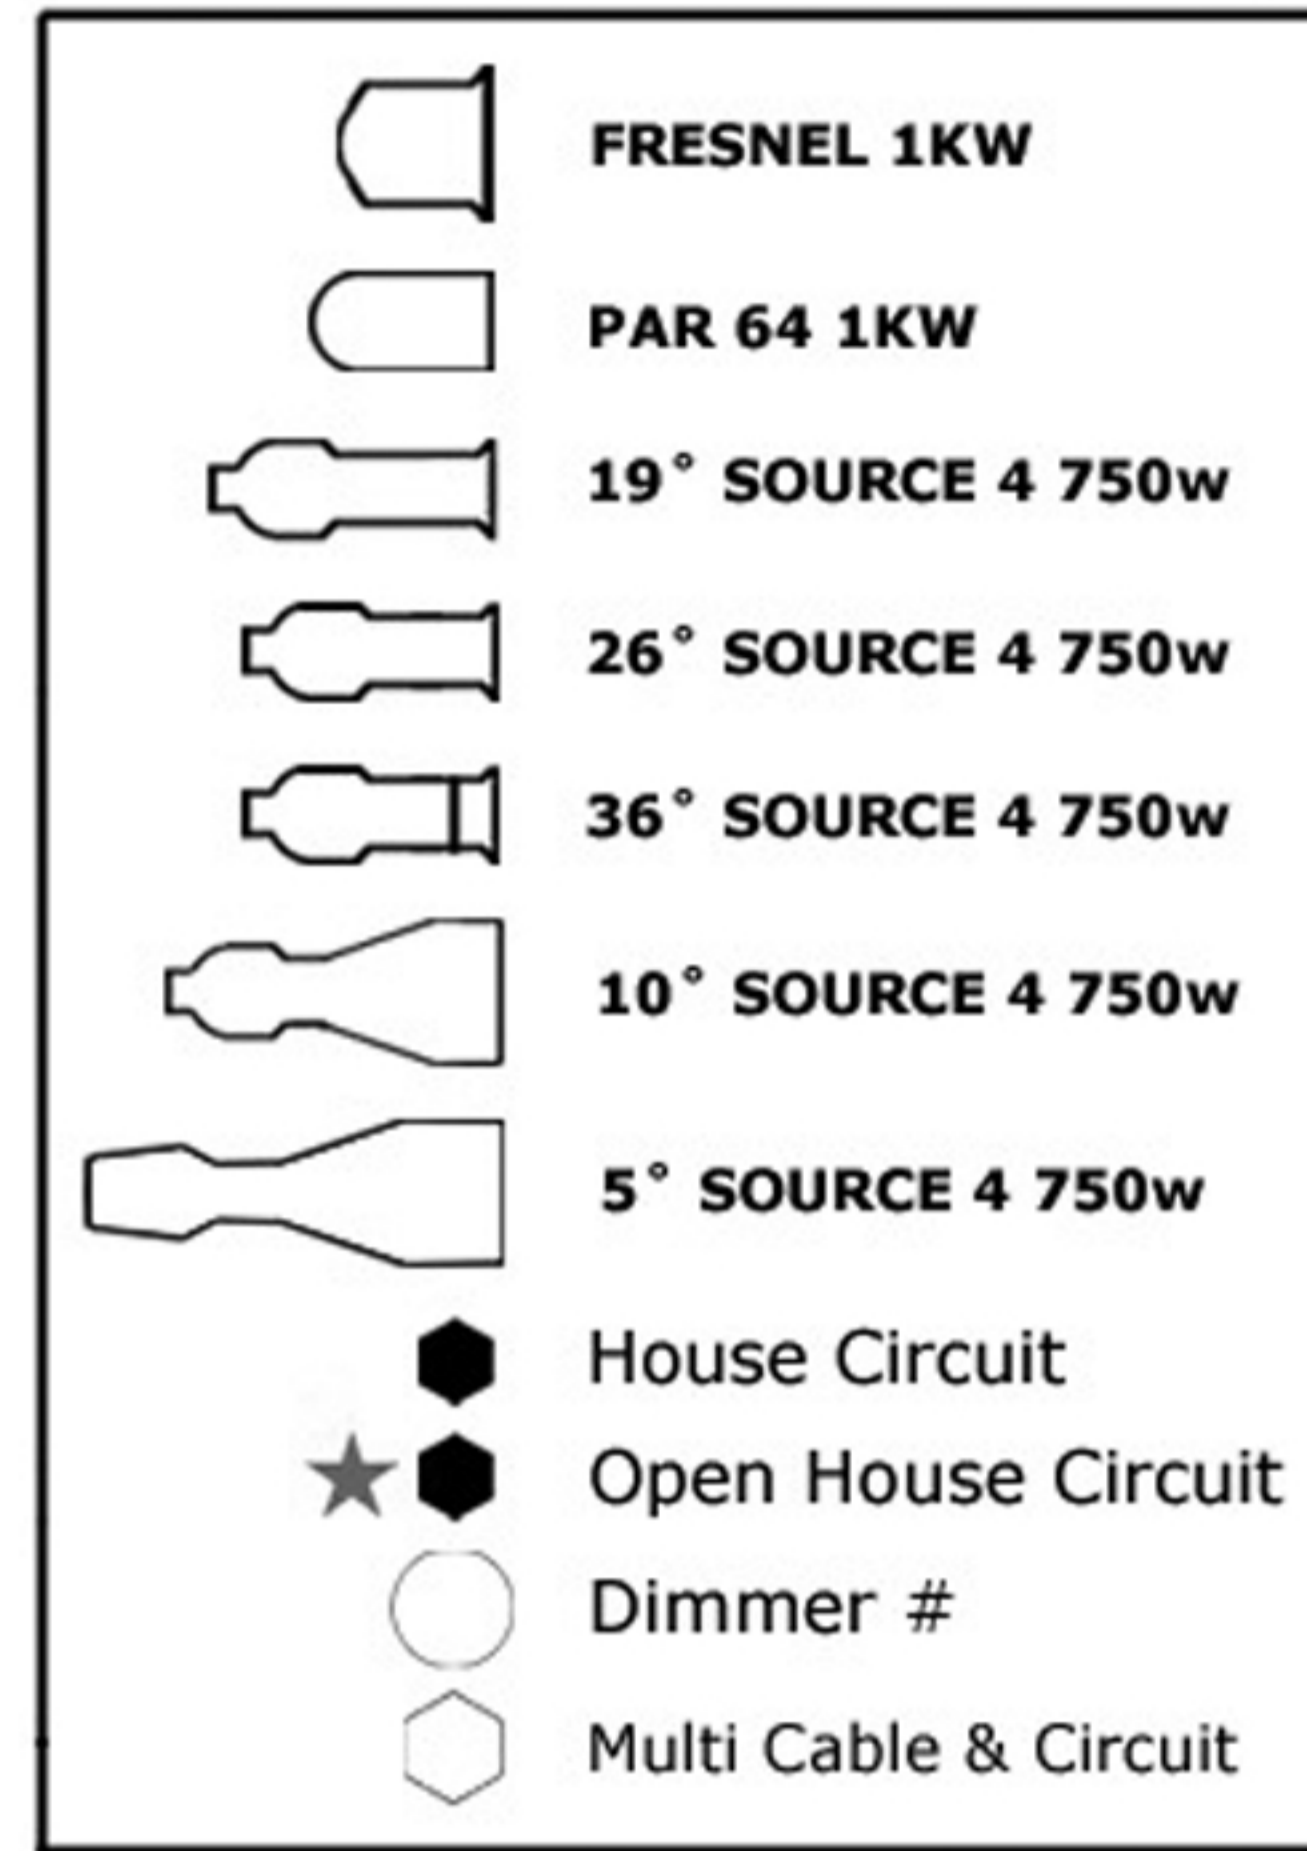 FRESNEL 1KW
PAR 64 1KW
19° SOURCE 4 750w
26° SOURCE 4 750w
36° SOURCE 4 750w
10° SOURCE 4 750w
5° SOURCE 4 750w
House Circuit
Open House Circuit
Dimmer #
Multi Cable & Circuit